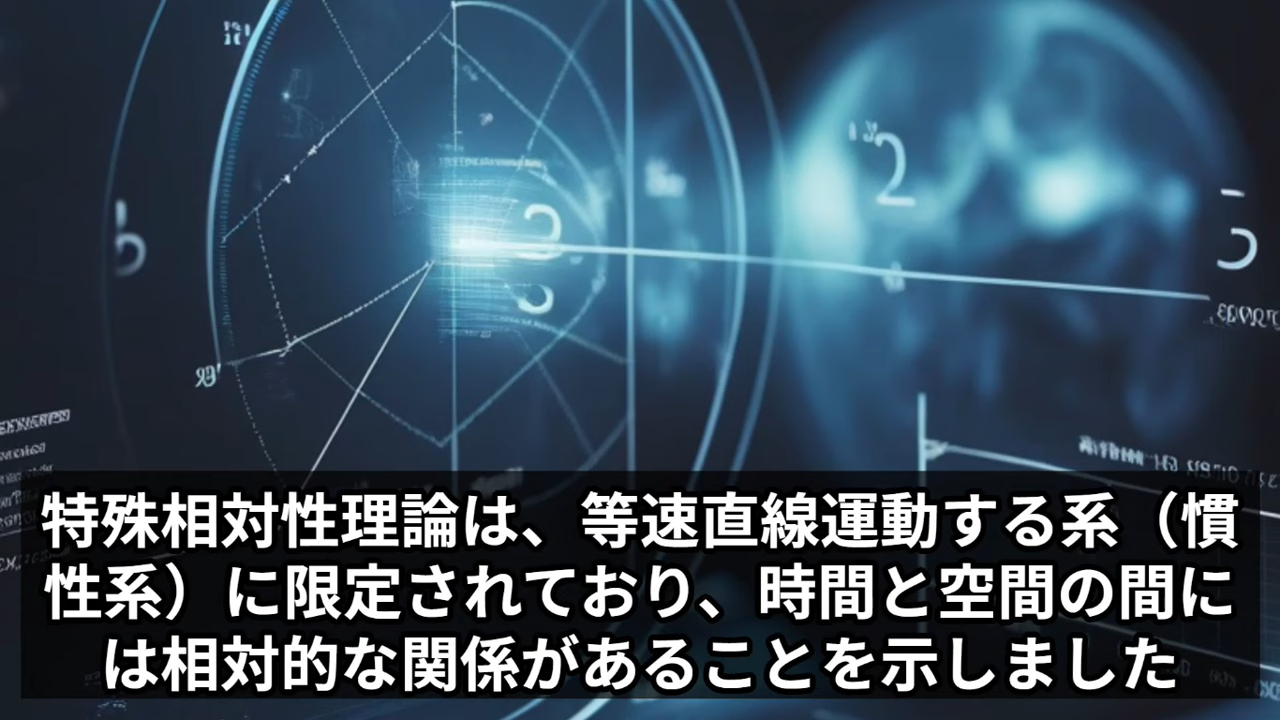 特殊相対性理論は、等速直線運動する系（慣
性系）に限定されており、時間と空間の間に
は相対的な関係があることを示しました
2
3